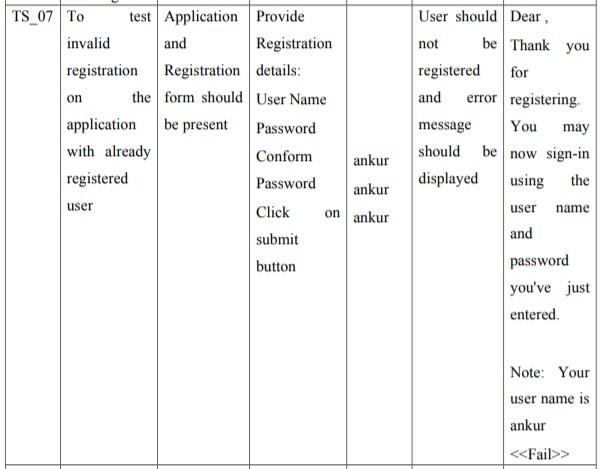 TS_07
To test
invalid
registration
on the
application
with already
registered
user
Application
and
Registration
form should
be present
Provide
Registration
details:
User Name
Password
Conform
Password
Click on
submit
button
ankur
ankur
ankur
User should
not be
registered
and error
message
should be
displayed
Dear ,
Thank you
for
registering.
You may
now sign-in
using the
user name
and
password
you've just
entered.
Note: Your
user name is
ankur
<<Fail>>